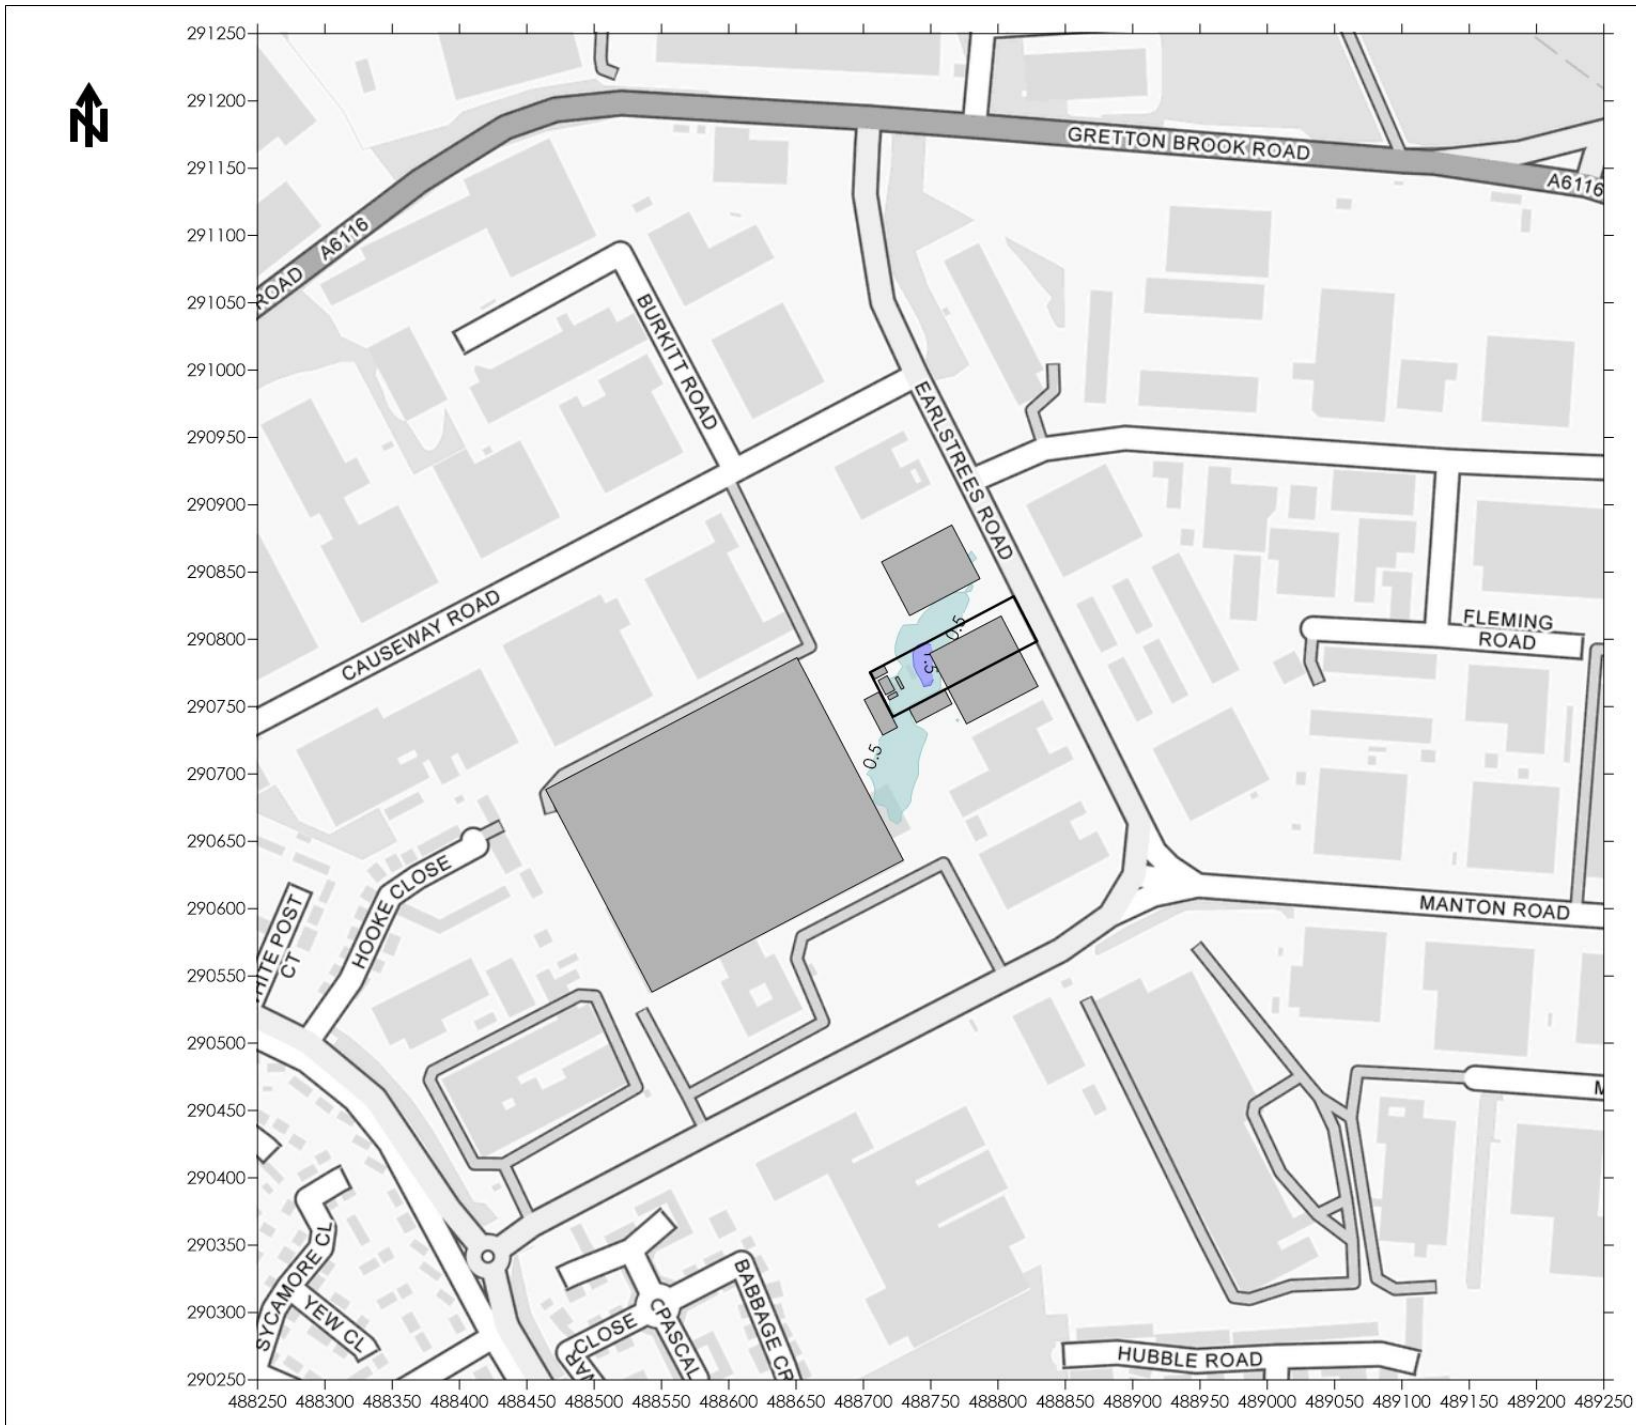 N
291250
291200
291150
291100
291050
291000
290950
290900
290850
290800
290750
290700
290650
290600
290550
290500
290450
290400
290350
290300
290250
GRETTON BROOK ROAD
A6116
A6116
ROAD
BURKITT ROAD
EARLSTREES ROAD
CAUSEWAY ROAD
FLEMING
ROAD
0.5
.5
0.5
HOOKE CLOSE
MANTON ROAD
HITE POST
CT
M
SYCAMORE CL
YEW CL
CLOSE
PASCAL
BABBAGE CR
HUBBLE ROAD
488250 488300 488350 488400 488450 488500 488550 488600 488650 488700 488750 488800 488850 488900 488950 489000 489050 489100 489150 489200 489250